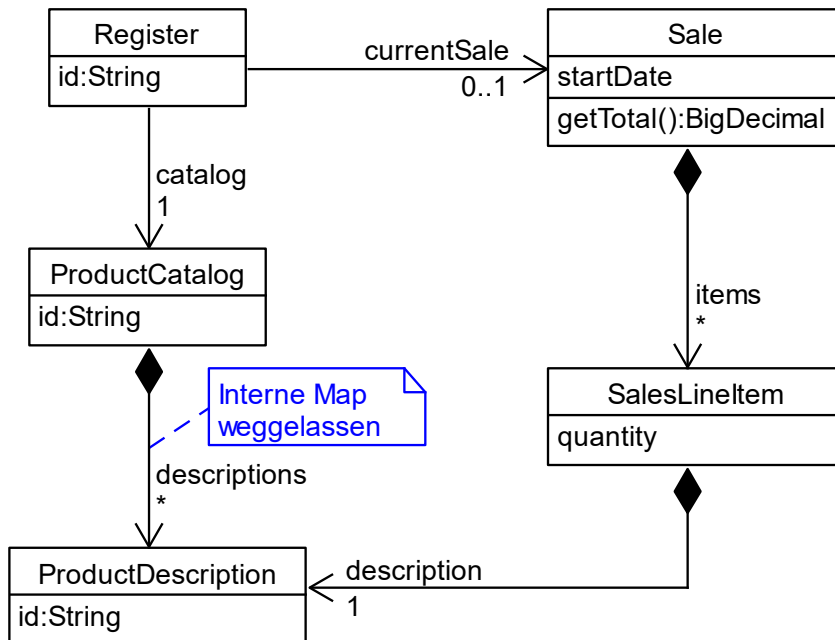 Register
id:String
currentSale
0..1
Sale
startDate
getTotal():BigDecimal
catalog
1
ProductCatalog
id:String
items
*
Interne Map
weggelassen
SalesLineItem
quantity
descriptions
*
ProductDescription
id:String
description
1